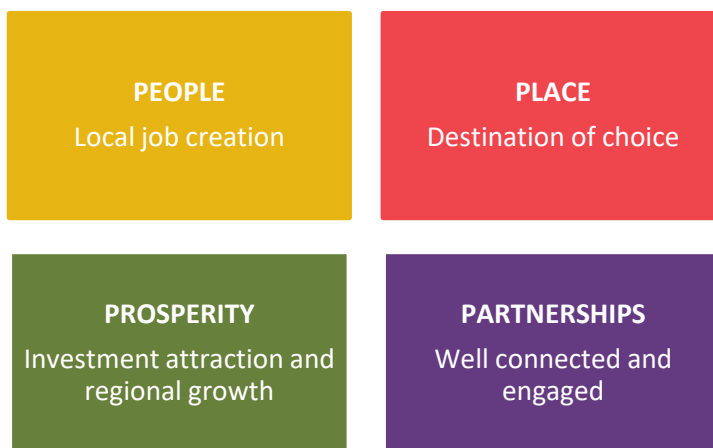 PEOPLE
Local job creation
PLACE
Destination of choice
PROSPERITY
Investment attraction and
regional growth
PARTNERSHIPS
Well connected and
engaged